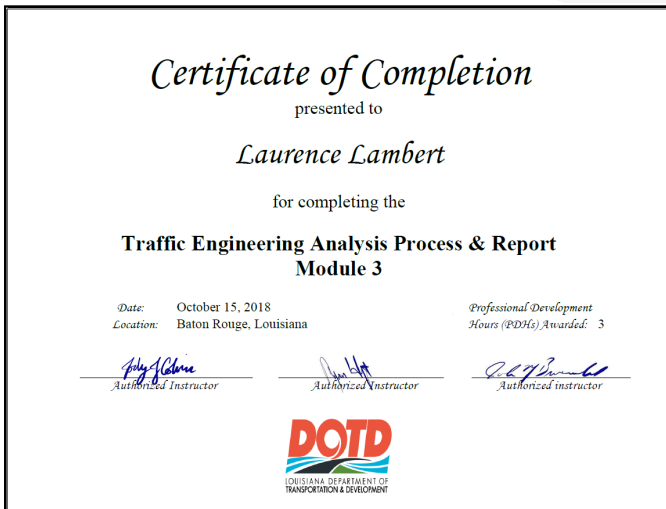 Certificate of Completion
presented to
Laurence Lambert
for completing the
Traffic Engineering Analysis Process & Report
Module 3
Date: October 15, 2018
Location: Baton Rouge, Louisiana
Professional Development
Hours (PDHs) Awarded: 3
Authorized Instructor
Authorized Instructor
Authorized instructor
DOTD
LOUISIANA DEPARTMENT OF
TRANSPORTATION & DEVELOPMENT